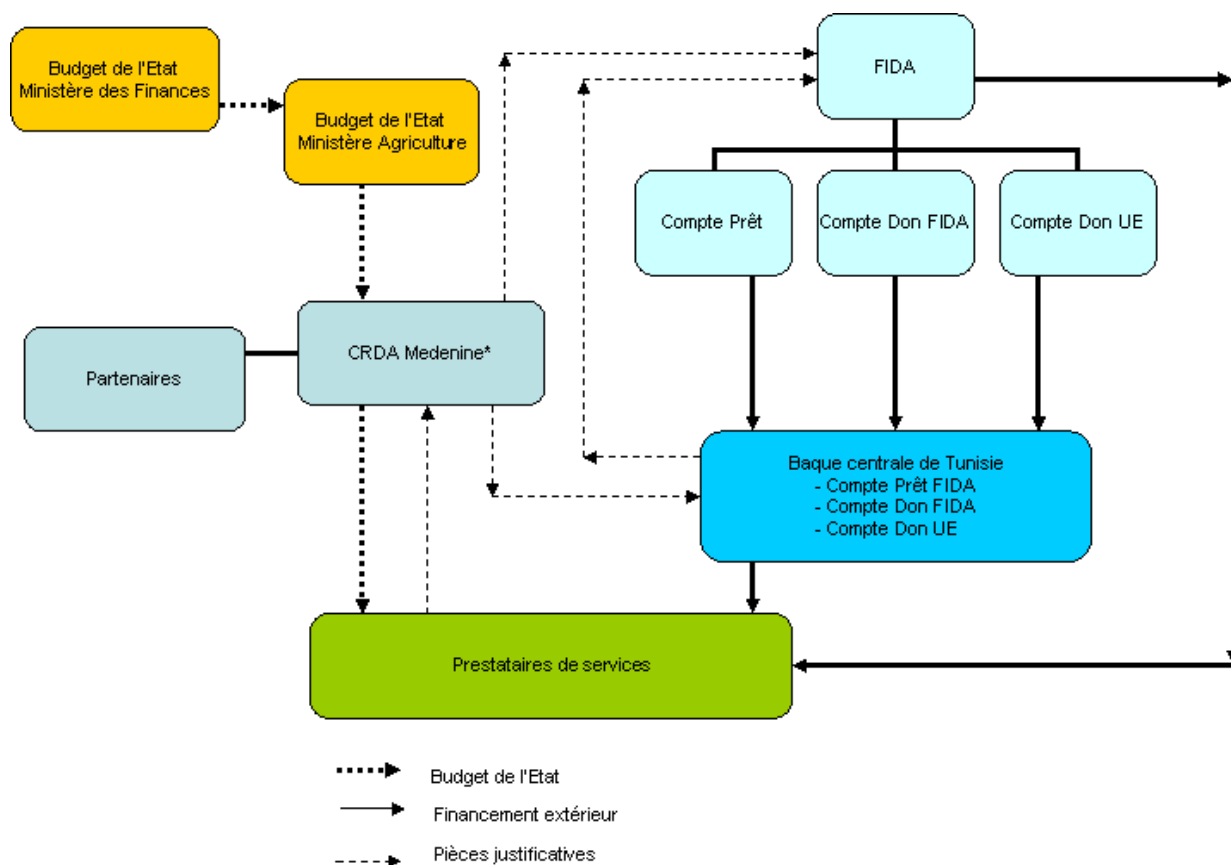 Budget de l'Etat
Ministère des Finances
Budget de l'Etat
Ministère Agriculture
FIDA
Compte Prêt
Compte Don FIDA
Compte Don UE
Partenaires
CRDA Medenine*
Baque centrale de Tunisie
- Compte Prêt FIDA
- Compte Don FIDA
- Compte Don UE
Prestataires de services
Budget de l'Etat
Financement extérieur
Pièces justificatives